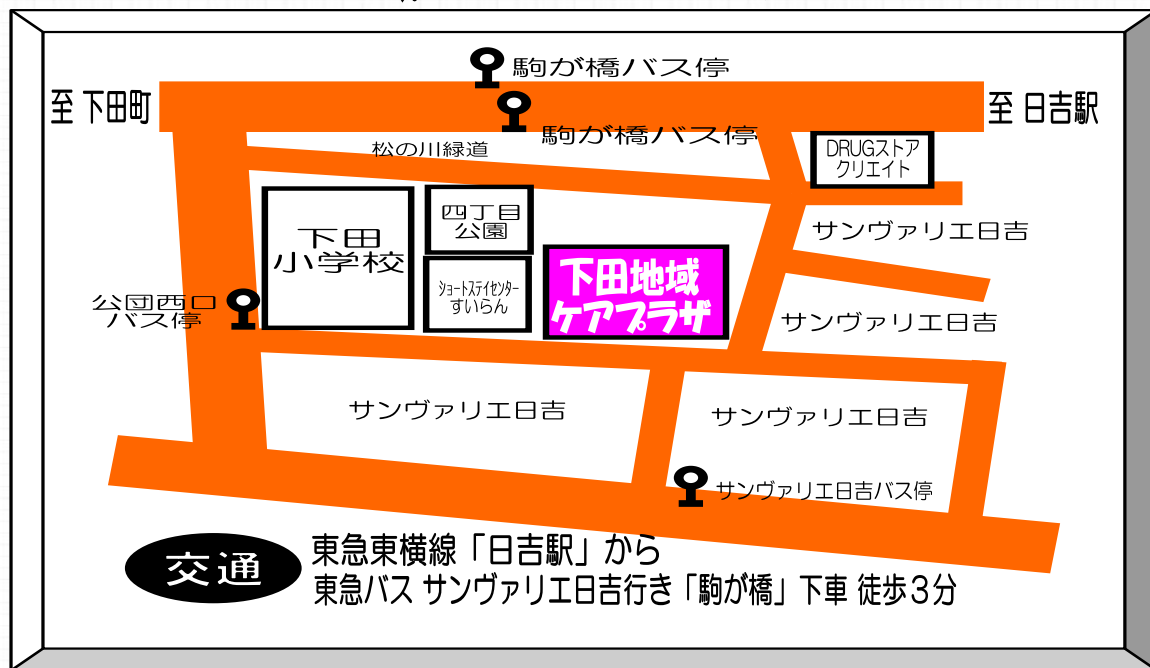 駒が橋バス停
至 下田町
至 日吉駅
駒が橋バス停
松の川緑道
DRUGストア
クリエイト
四丁目
公園
下田
小学校
サンヴァリエ日吉
下田地域
ケアプラザ
ショートステイセンター
すいらん
公団西口
バス停
サンヴァリエ日吉
サンヴァリエ日吉
サンヴァリエ日吉
サンヴァリエ日吉バス停
交通
東急東横線「日吉駅」から
東急バス サンヴァリエ日吉行き「駒が橋」下車 徒歩3分